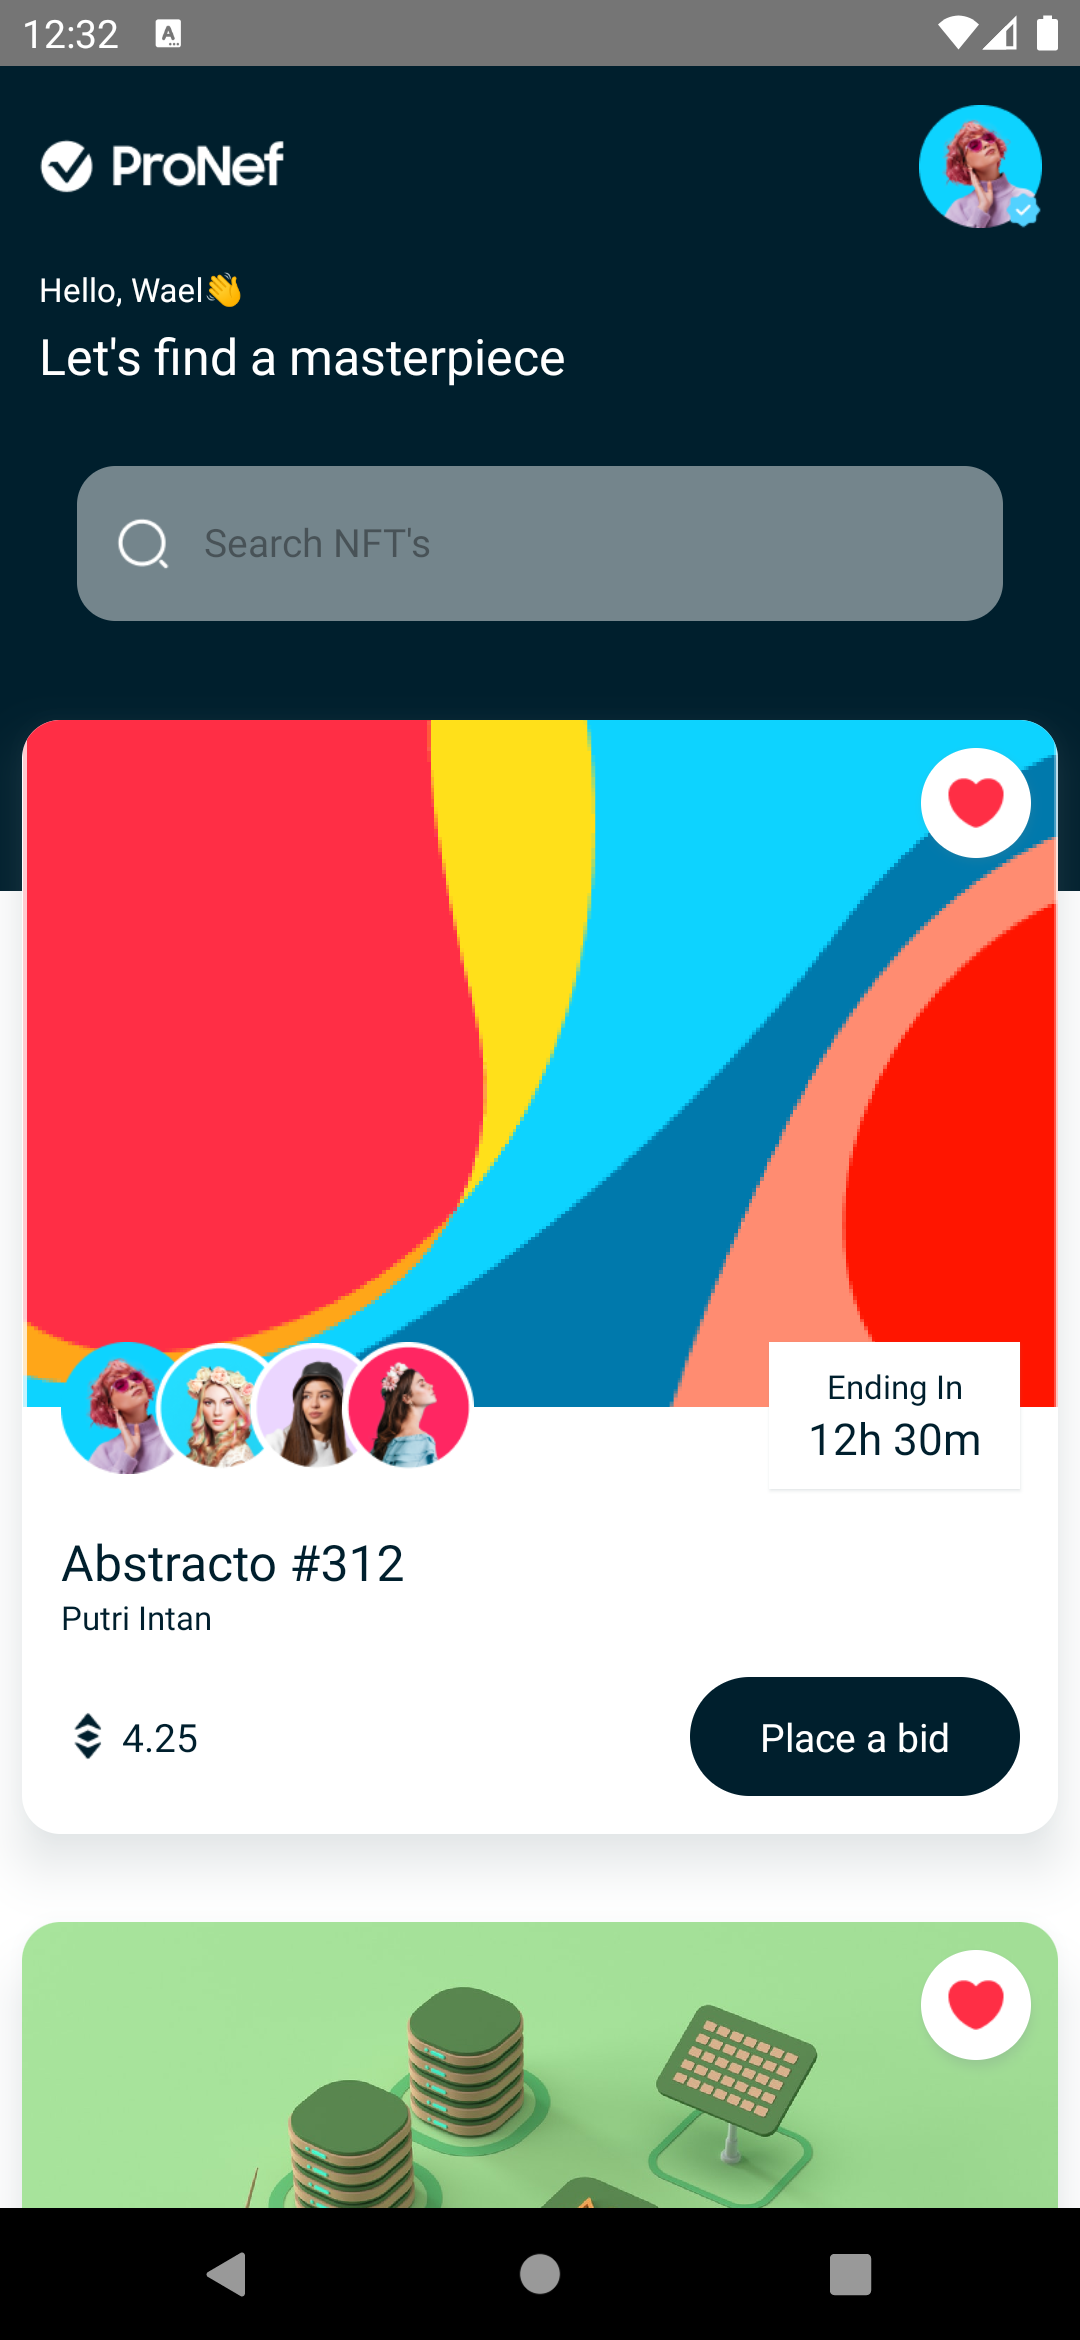 12:32
ProNef
Hello, Wael👋
Let's find a masterpiece
Search NFT's
Ending In
12h 30m
Abstracto #312
Putri Intan
4.25
Place a bid